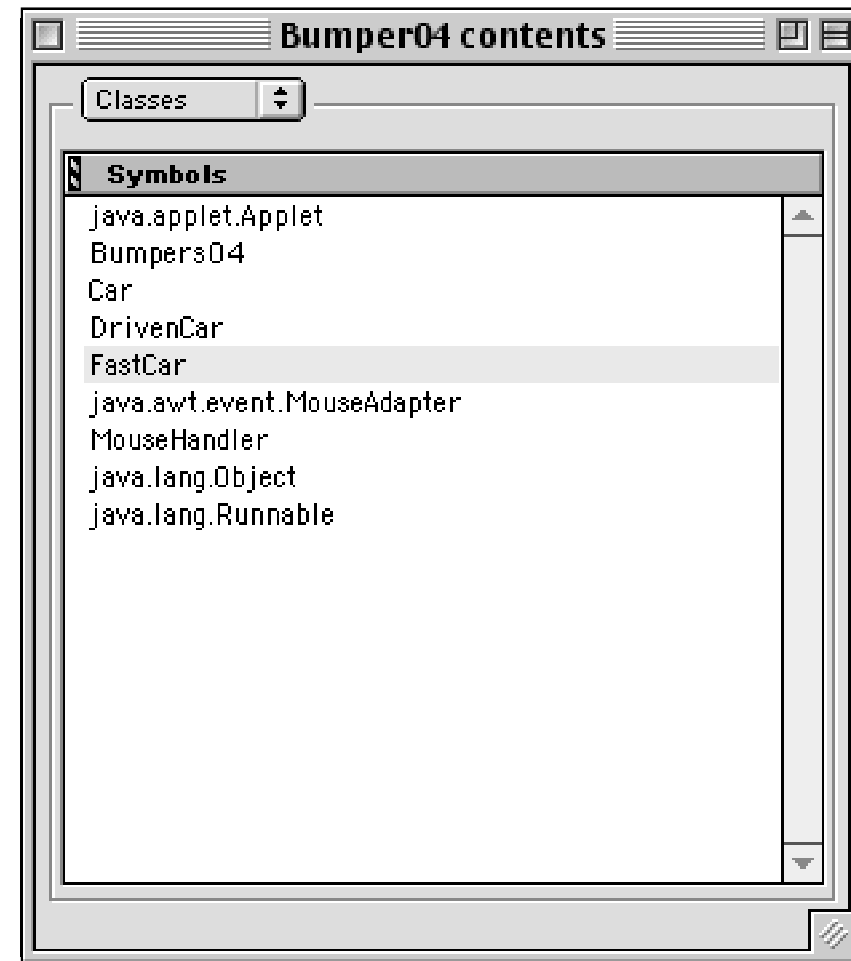 Bumper04 contents
Classes
Symbols
java.applet.Applet
Bumpers04
Car
DrivenCar
FastCar
java.awt.event.MouseAdapter
MouseHandler
java.lang.Object
java.lang.Runnable